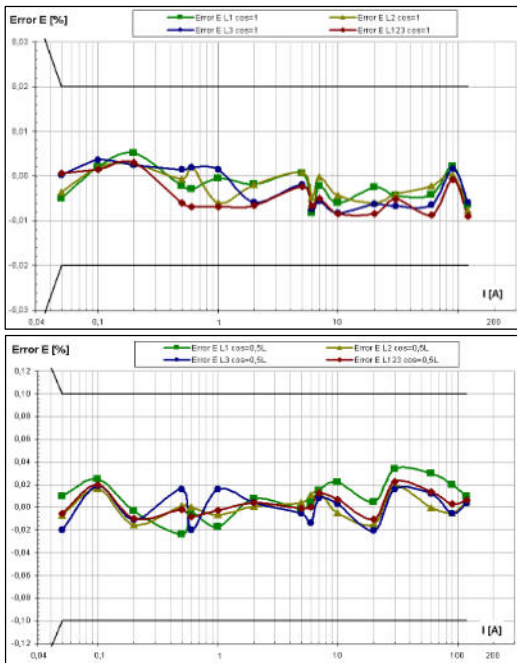 Error E [%]
Error E L1 cos=1
Error E L2 cos=1
Error E L3 cos=1
Error E L123 cos=1
0,03
0,02
0,01
0,00
-0,01
-0,02
-0,03
I [A]
0,04
0,1
1
10
100
200
Error E [%]
Error E L1 cos=0,5L
Error E L2 cos=0,5L
Error E L3 cos=0,5L
Error E L123 cos=0,5L
0,12
0,10
0,08
0,06
0,04
0,02
0,00
-0,02
-0,04
-0,06
-0,08
-0,10
-0,12
I [A]
0,04
0,1
1
10
100
200